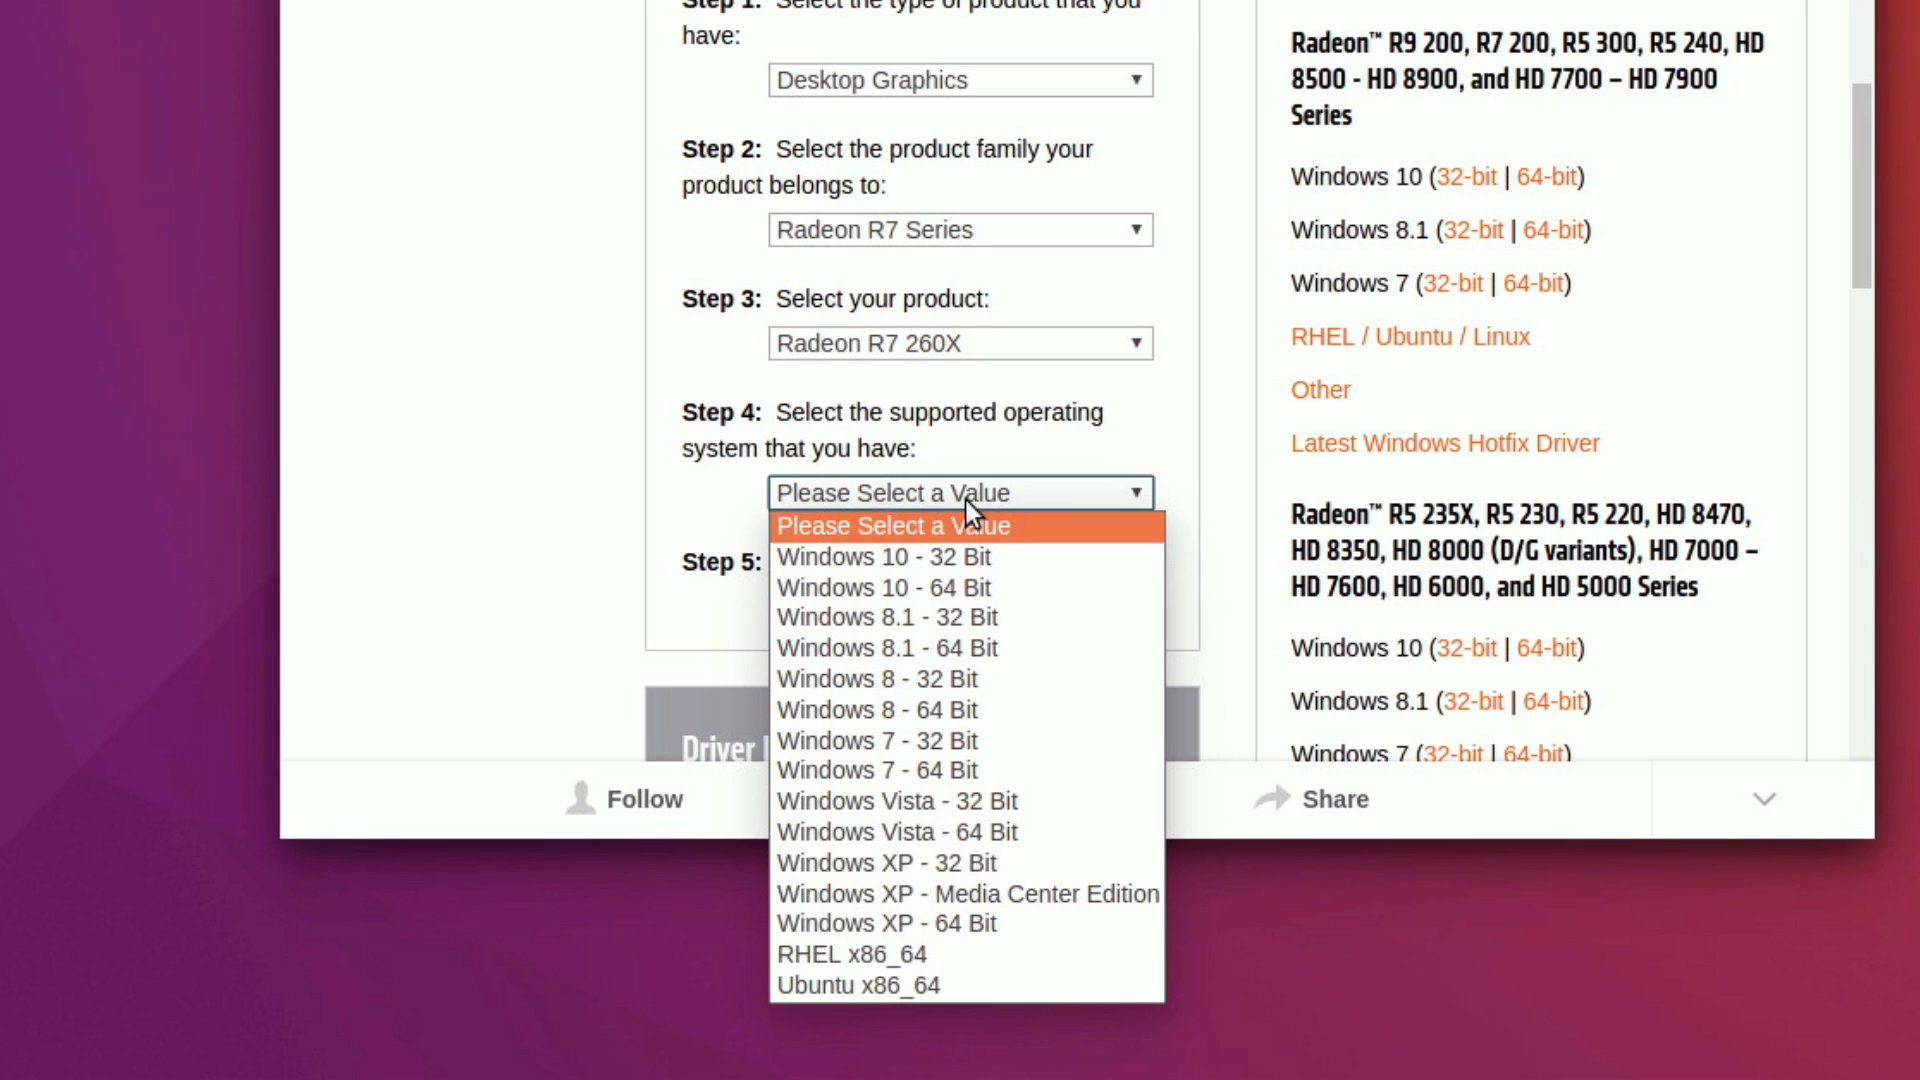 Step 1: Select the type of product that you
have:
Desktop Graphics
Step 2: Select the product family your
product belongs to:
Radeon R7 Series
Step 3: Select your product:
Radeon R7 260X
Step 4: Select the supported operating
system that you have:
Please Select a Value
Please Select a Value
Windows 10 - 32 Bit
Windows 10 - 64 Bit
Windows 8.1 - 32 Bit
Windows 8.1 - 64 Bit
Windows 8 - 32 Bit
Windows 8 - 64 Bit
Windows 7 - 32 Bit
Windows 7 - 64 Bit
Windows Vista - 32 Bit
Windows Vista - 64 Bit
Windows XP - 32 Bit
Windows XP - Media Center Edition
Windows XP - 64 Bit
RHEL x86_64
Ubuntu x86_64
Step 5:
Driver
Radeon™ R9 200, R7 200, R5 300, R5 240, HD
8500 - HD 8900, and HD 7700 – HD 7900
Series
Windows 10 (32-bit | 64-bit)
Windows 8.1 (32-bit | 64-bit)
Windows 7 (32-bit | 64-bit)
RHEL / Ubuntu / Linux
Other
Latest Windows Hotfix Driver
Radeon™ R5 235X, R5 230, R5 220, HD 8470,
HD 8350, HD 8000 (D/G variants), HD 7000 –
HD 7600, HD 6000, and HD 5000 Series
Windows 10 (32-bit | 64-bit)
Windows 8.1 (32-bit | 64-bit)
Windows 7 (32-bit | 64-bit)
Follow
Share